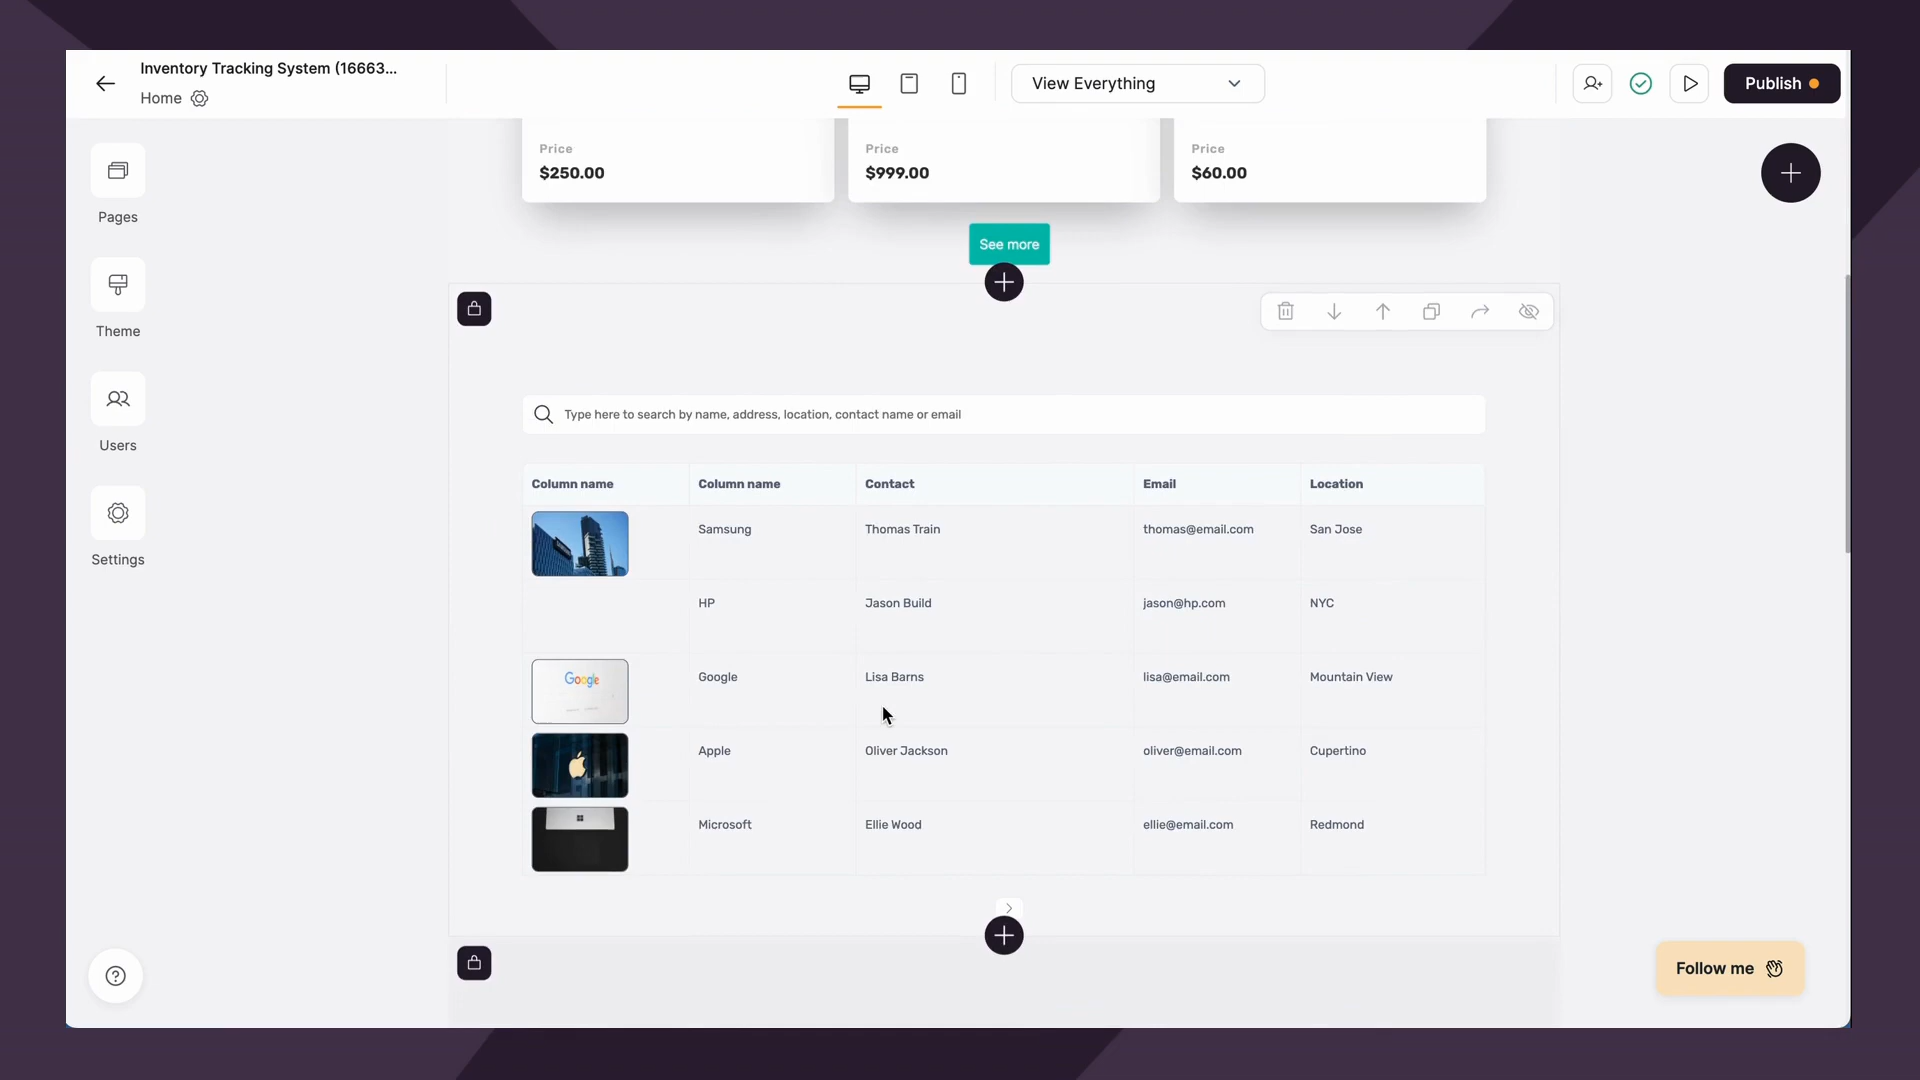 Inventory Tracking System (16663...
Home
View Everything
Publish
Pages
Theme
Users
Settings
Price Price Price
$250.00 $999.00 $60.00
See more
Type here to search by name, address, location, contact name or email
Column name Column name Contact Email Location
Samsung Thomas Train thomas@email.com San Jose
HP Jason Build jason@hp.com NYC
Google Google Lisa Barns lisa@email.com Mountain View
Apple Oliver Jackson oliver@email.com Cupertino
Microsoft Ellie Wood ellie@email.com Redmond
Follow me